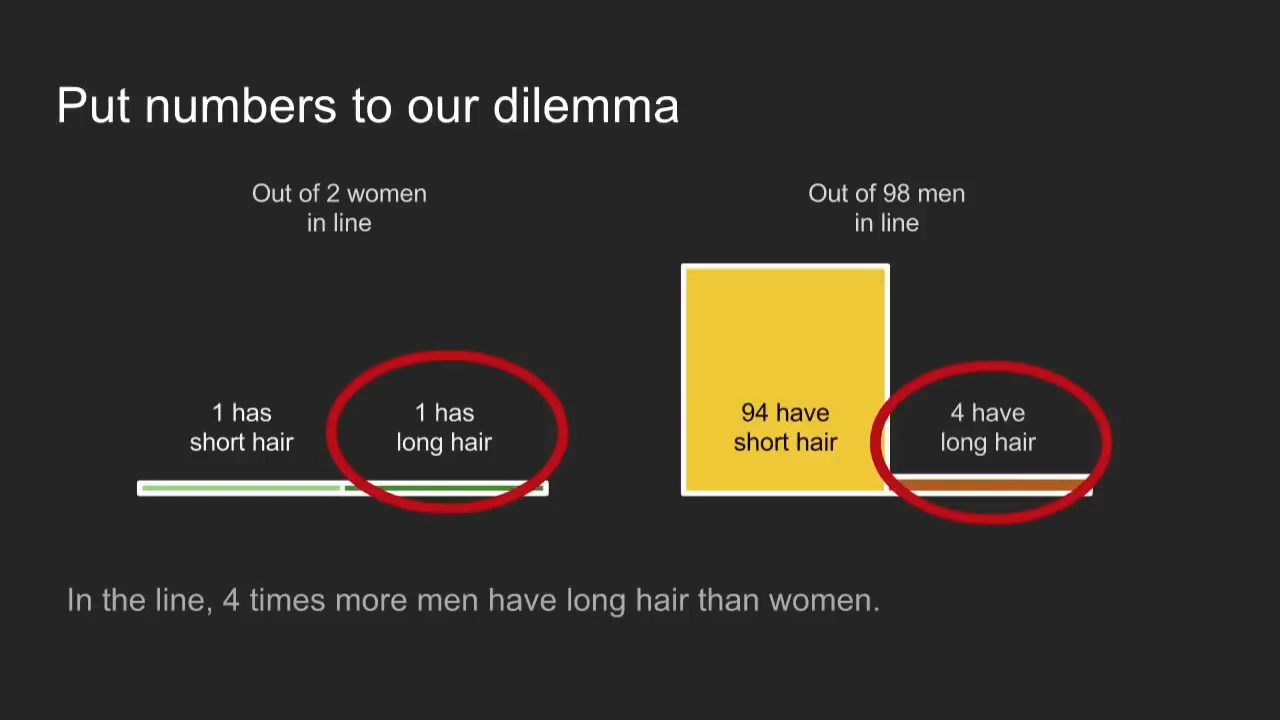 Put numbers to our dilemma
Out of 2 women
in line
Out of 98 men
in line
1 has
short hair
1 has
long hair
94 have
short hair
4 have
long hair
In the line, 4 times more men have long hair than women.